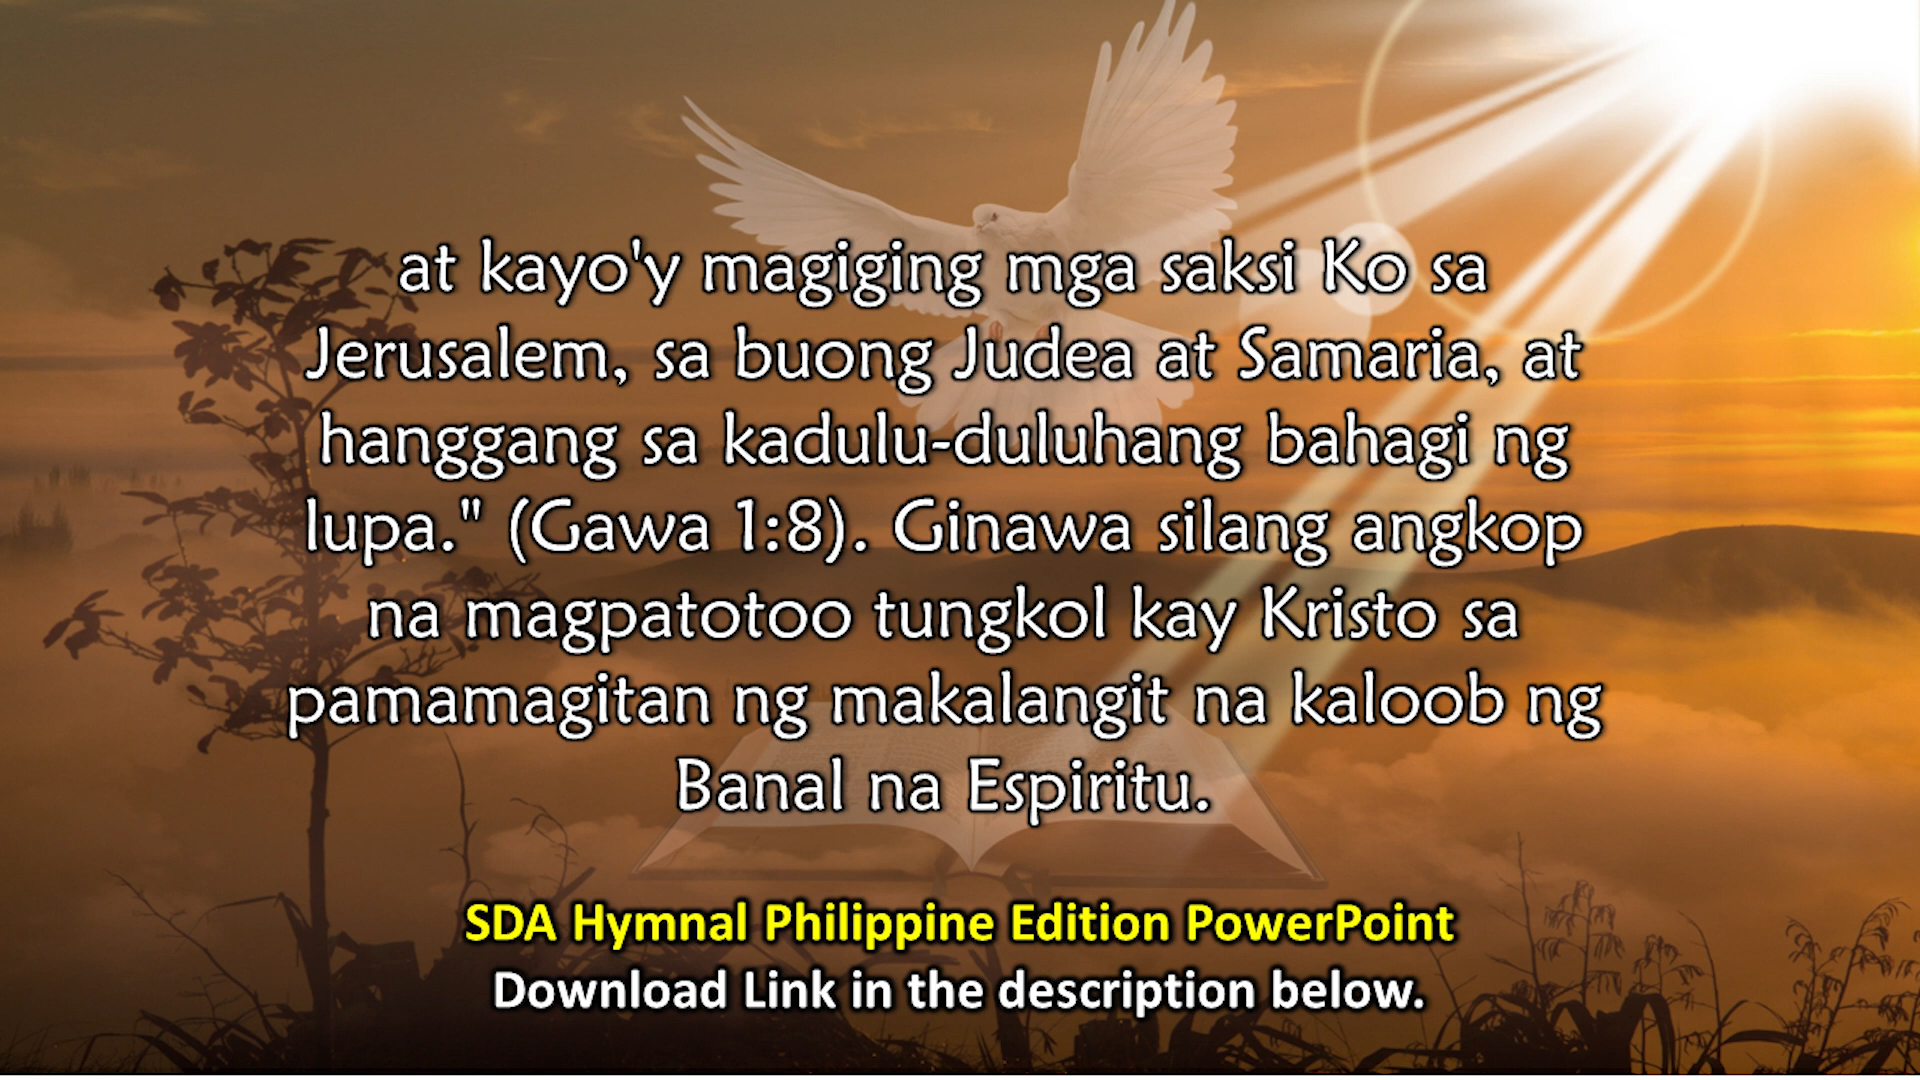 at kayo'y magiging mga saksi Ko sa
Jerusalem, sa buong Judea at Samaria, at
hanggang sa kadulu-duluhang bahagi ng
lupa." (Gawa 1:8). Ginawa silang angkop
na magpatotoo tungkol kay Kristo sa
pamamagitan ng makalangit na kaloob ng
Banal na Espiritu.
SDA Hymnal Philippine Edition PowerPoint
Download Link in the description below.